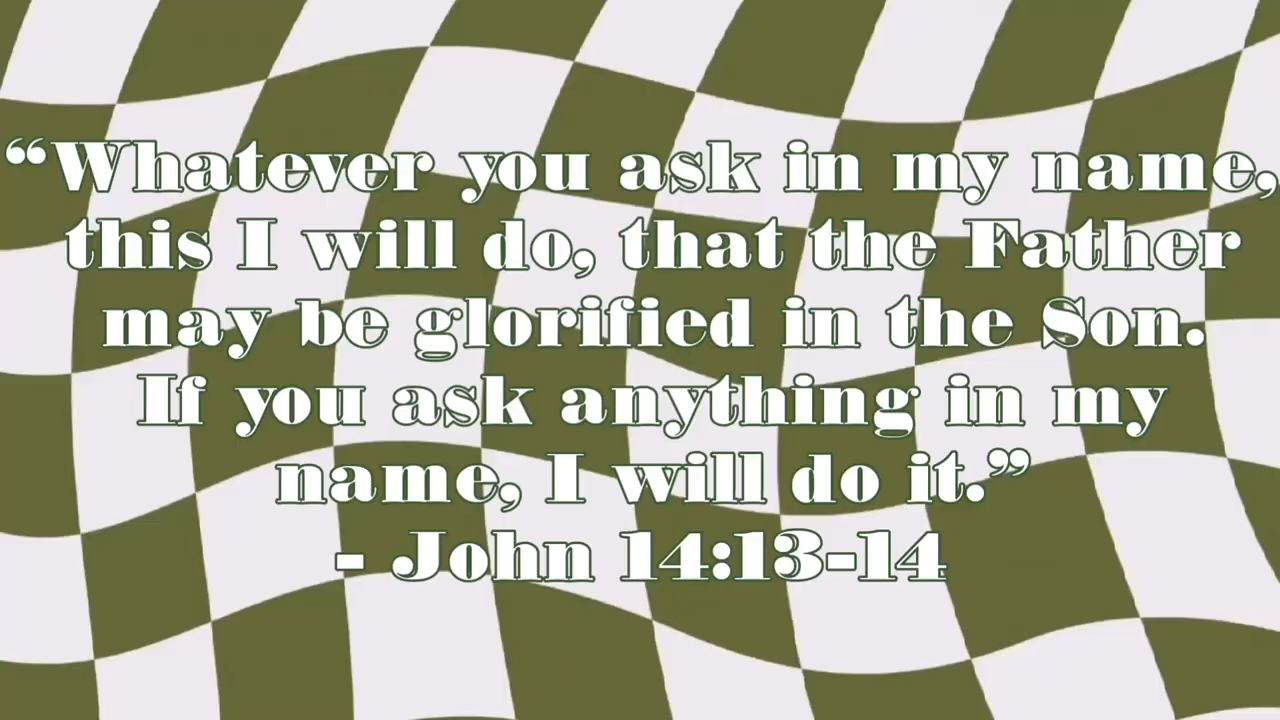 “Whatever you ask in my name,
this I will do, that the Father
may be glorified in the Son.
If you ask anything in my
name, I will do it.”
- John 14:13-14